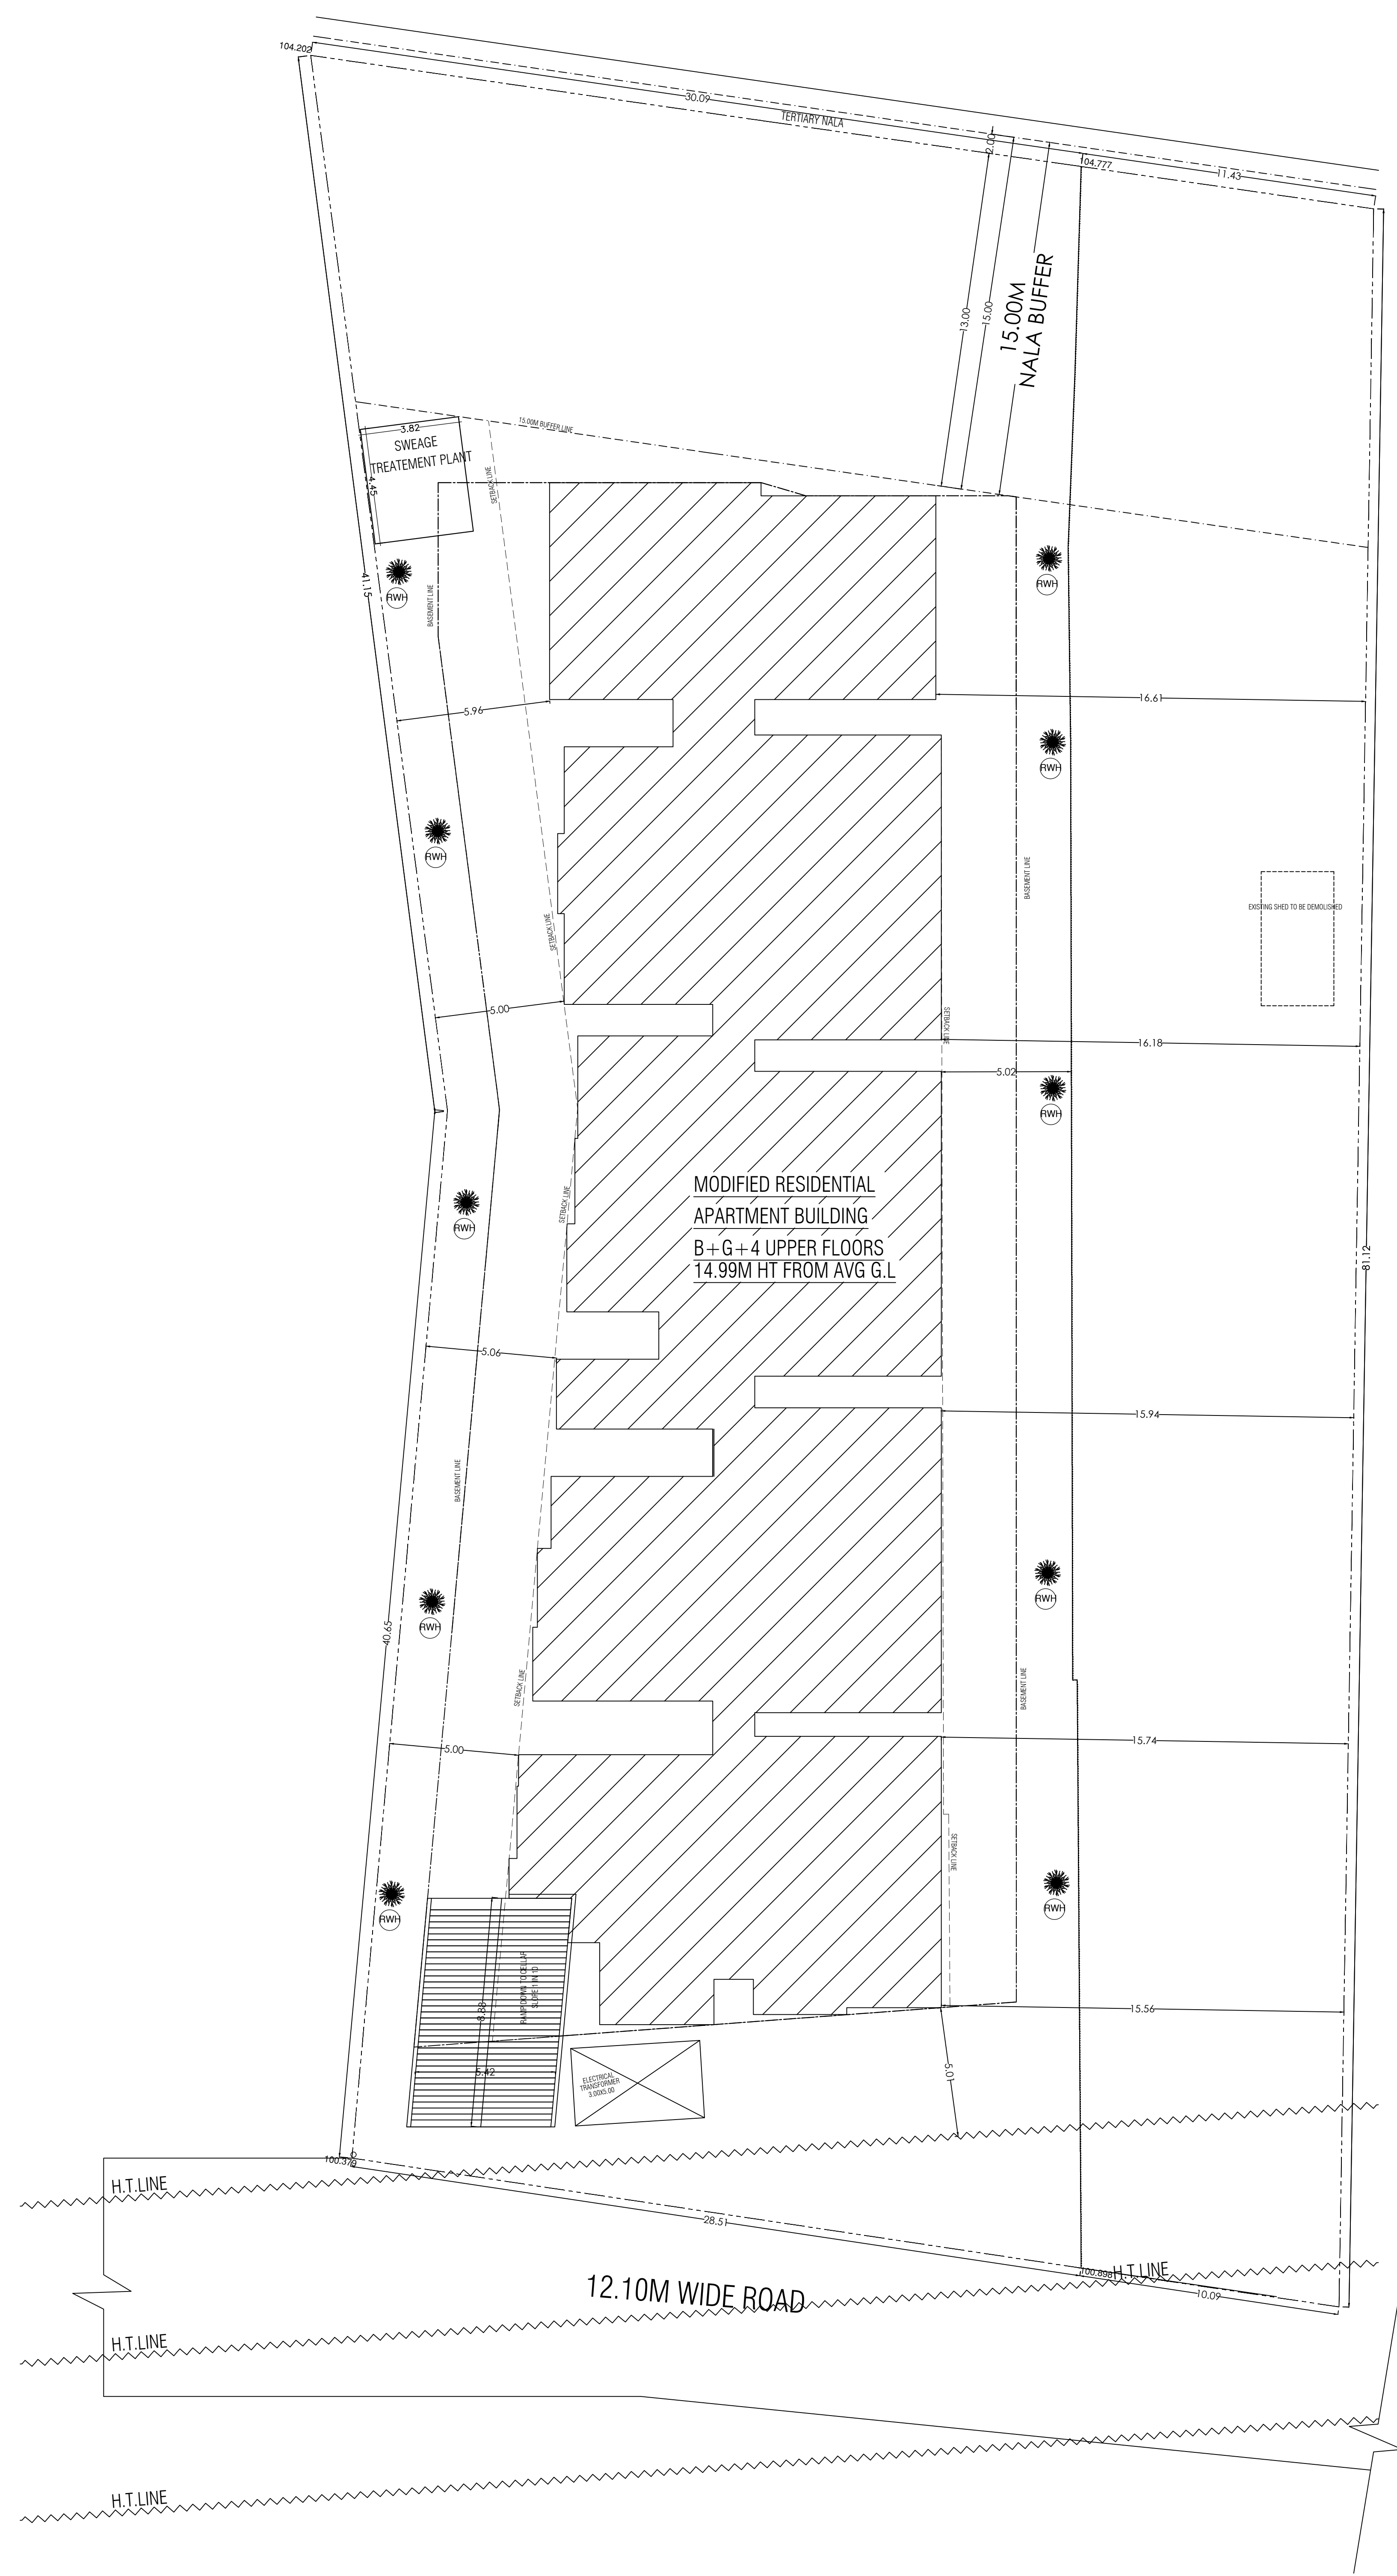 104.202
30.09
TERTIARY NALA
2.00
104.777
11.43
13.00
15.00
15.00M
NALA BUFFER
3.82
SWEAGE
TREATEMENT PLANT
4.45
15.00M BUFFER LINE
SETBACK LINE
41.15
RWH
BASEMENT LINE
RWH
5.96
16.61
RWH
RWH
BASEMENT LINE
EXISTING SHED TO BE DEMOLISHED
SETBACK LINE
5.00
SETBACK LINE
16.18
5.02
RWH
MODIFIED RESIDENTIAL
APARTMENT BUILDING
B+G+4 UPPER FLOORS
14.99M HT FROM AVG G.L
SETBACK LINE
RWH
81.12
5.06
15.94
BASEMENT LINE
RWH
RWH
40.65
SETBACK LINE
BASEMENT LINE
5.00
15.74
SETBACK LINE
RWH
RWH
RAMP DOWN TO CELLAR
SLOPE 1 IN 10
8.88
5.42
15.56
ELECTRICAL
TRANSFORMER
3.00X5.00
5.01
100.379
H.T.LINE
28.51
100.898
H.T.LINE
10.09
12.10M WIDE ROAD
H.T.LINE
H.T.LINE